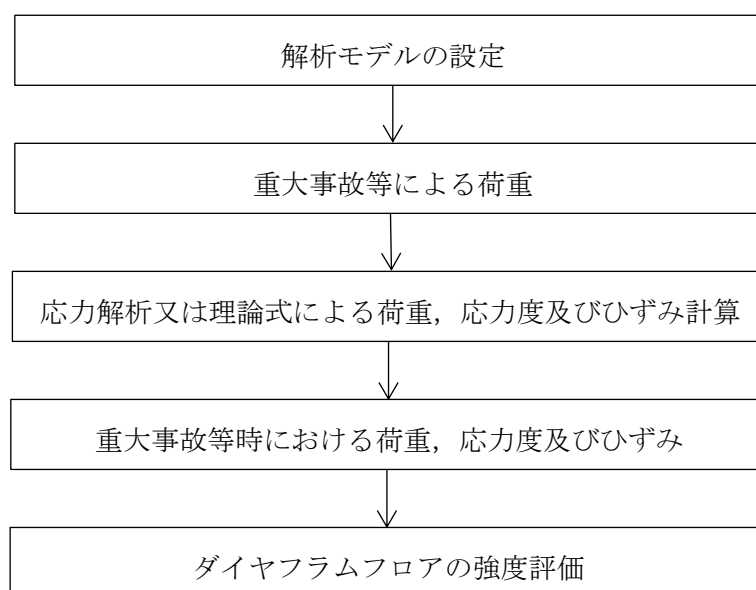 解析モデルの設定
重大事故等による荷重
応力解析又は理論式による荷重，応力度及びひずみ計算
重大事故等時における荷重，応力度及びひずみ
ダイヤフラムフロアの強度評価